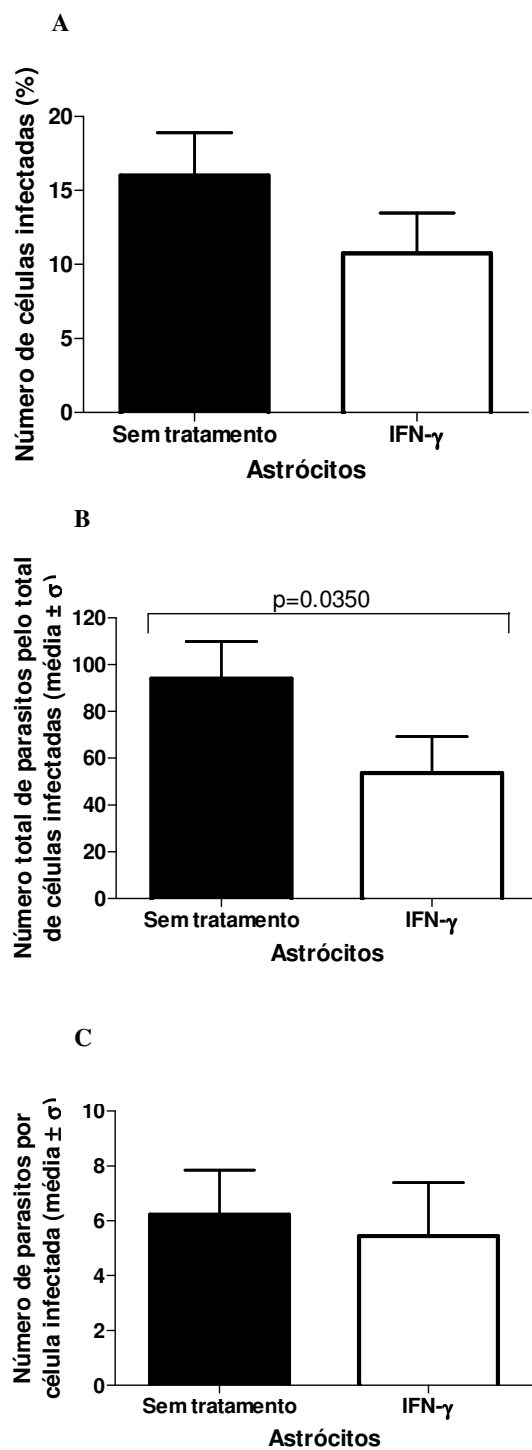 A
Número de células infectadas (%)
20
15
10
5
0
Sem tratamento
IFN-γ
Astrócitos
B
Número total de parasitos pelo total
de células infectadas (média ± σ)
p=0.0350
120
100
80
60
40
20
0
Sem tratamento
IFN-γ
Astrócitos
C
Número de parasitos por
célula infectada (média ± σ)
10
8
6
4
2
0
Sem tratamento
IFN-γ
Astrócitos